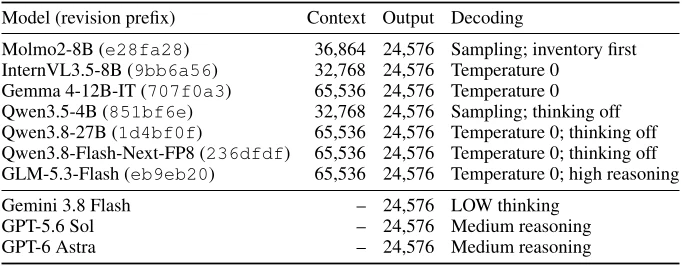 Model (revision prefix) Context Output Decoding
Molmo2-8B (e28fa28) 36,864 24,576 Sampling; inventory first
InternVL3.5-8B (9bb6a56) 32,768 24,576 Temperature 0
Gemma 4-12B-IT (707f0a3) 65,536 24,576 Temperature 0
Qwen3.5-4B (851bf6e) 32,768 24,576 Sampling; thinking off
Qwen3.8-27B (1d4bf0f) 65,536 24,576 Temperature 0; thinking off
Qwen3.8-Flash-Next-FP8 (236dfdf) 65,536 24,576 Temperature 0; thinking off
GLM-5.3-Flash (eb9eb20) 65,536 24,576 Temperature 0; high reasoning
Gemini 3.8 Flash – 24,576 LOW thinking
GPT-5.6 Sol – 24,576 Medium reasoning
GPT-6 Astra – 24,576 Medium reasoning